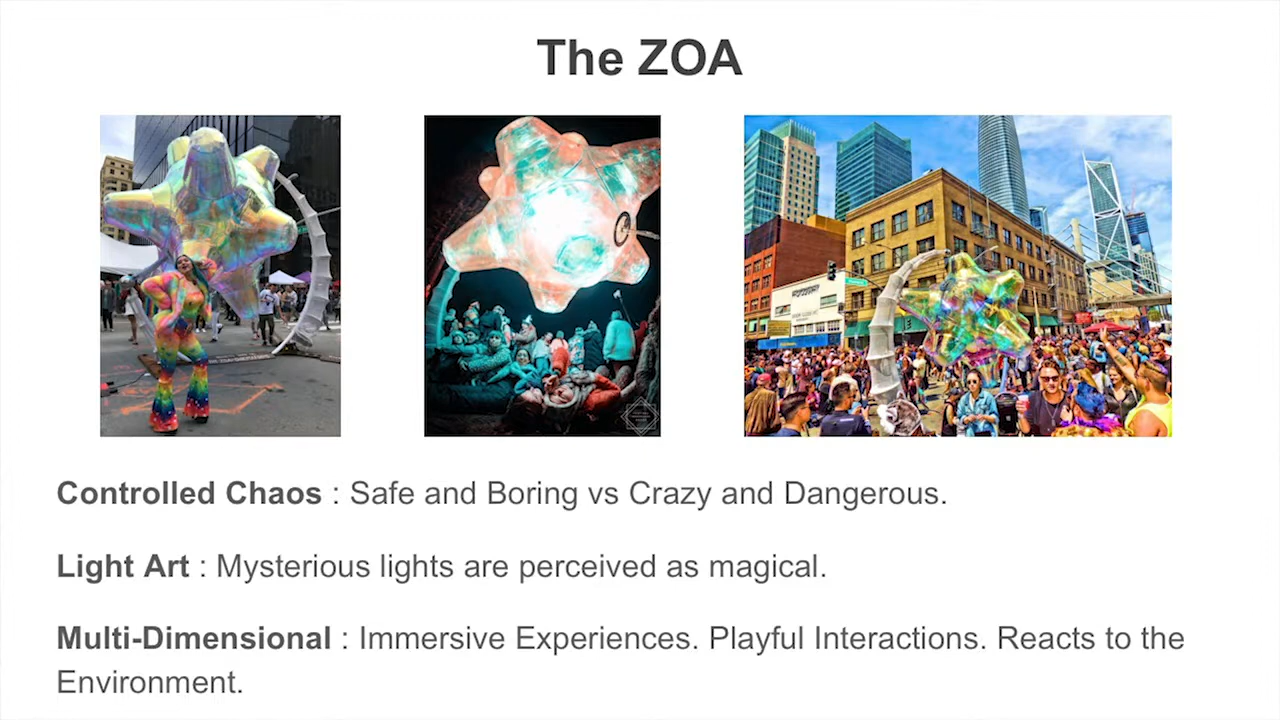 The ZOA
Controlled Chaos : Safe and Boring vs Crazy and Dangerous.
Light Art : Mysterious lights are perceived as magical.
Multi-Dimensional : Immersive Experiences. Playful Interactions. Reacts to the
Environment.